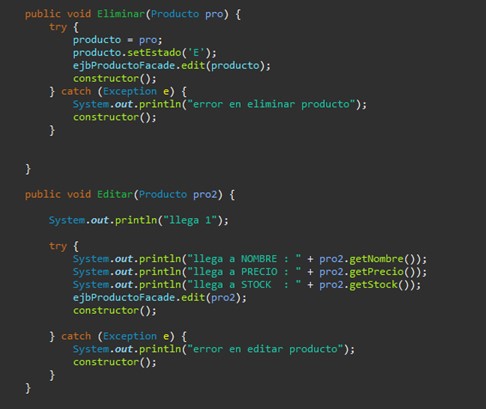 public void Eliminar(Producto pro) {
try {
producto = pro;
producto.setEstado('E');
ejbProductoFacade.edit(producto);
constructor();
} catch (Exception e) {
System.out.println("error en eliminar producto");
constructor();
}
}
public void Editar(Producto pro2) {
System.out.println("llega 1");
try {
System.out.println("llega a NOMBRE : " + pro2.getNombre());
System.out.println("llega a PRECIO : " + pro2.getPrecio());
System.out.println("llega a STOCK  : " + pro2.getStock());
ejbProductoFacade.edit(pro2);
constructor();
} catch (Exception e) {
System.out.println("error en editar producto");
constructor();
}
}